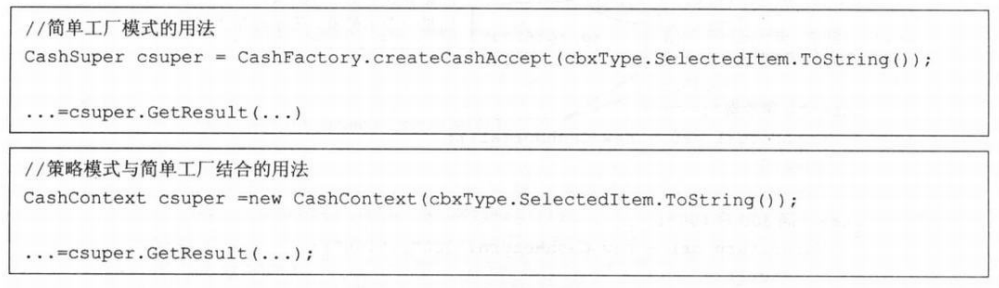 //简单工厂模式的用法
CashSuper csuper = CashFactory.createCashAccept(cbxType.SelectedItem.ToString());
...=csuper.GetResult(...)
//策略模式与简单工厂结合的用法
CashContext csuper =new CashContext(cbxType.SelectedItem.ToString());
...=csuper.GetResult(...);